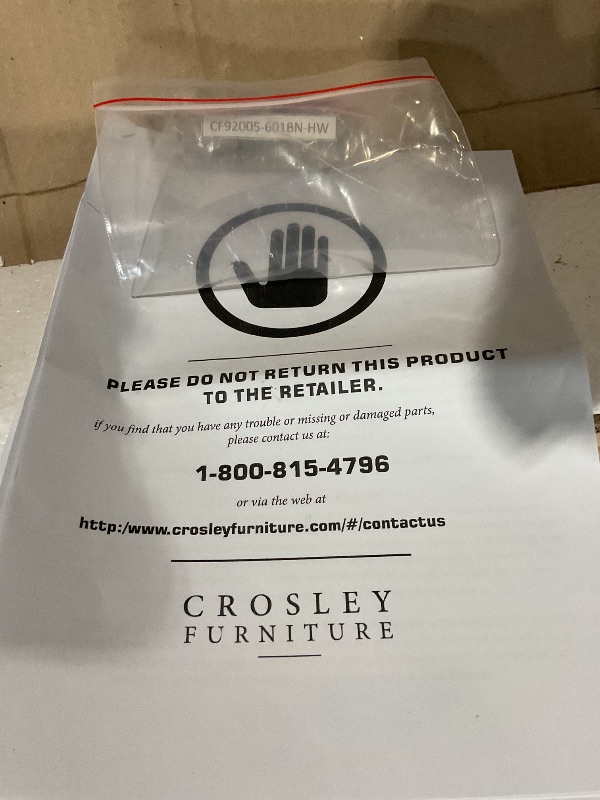 CF92005-601BN-HW
PLEASE DO NOT RETURN THIS PRODUCT
TO THE RETAILER.
if you find that you have any trouble or missing or damaged parts,
please contact us at:
1-800-815-4796
or via the web at
http:/www.crosleyfurniture.com/#/contactus
CROSLEY
FURNITURE